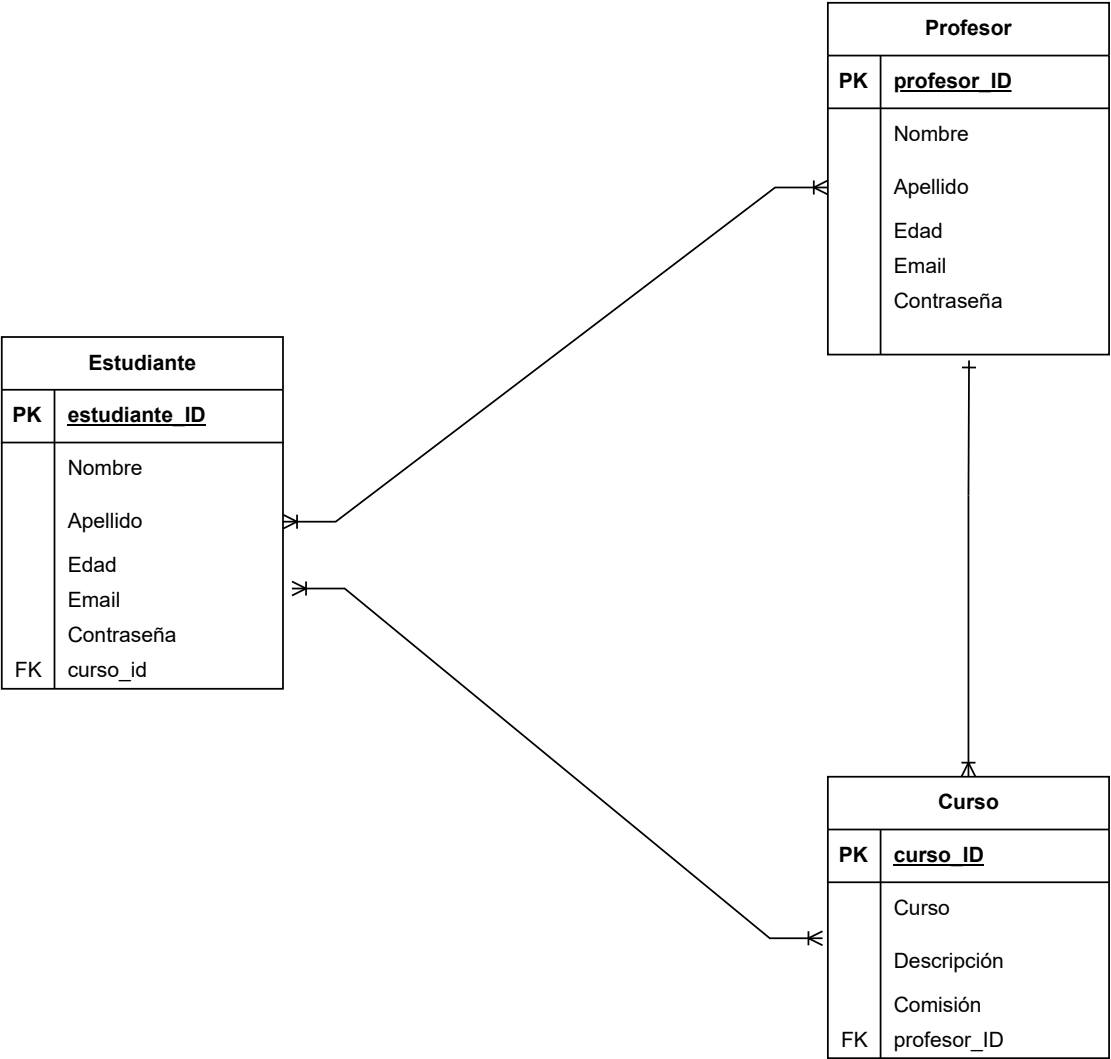 Profesor
PK profesor_ID
Nombre
Apellido
Edad
Email
Contraseña
Estudiante
PK estudiante_ID
Nombre
Apellido
Edad
Email
Contraseña
FK curso_id
Curso
PK curso_ID
Curso
Descripción
Comisión
FK profesor_ID